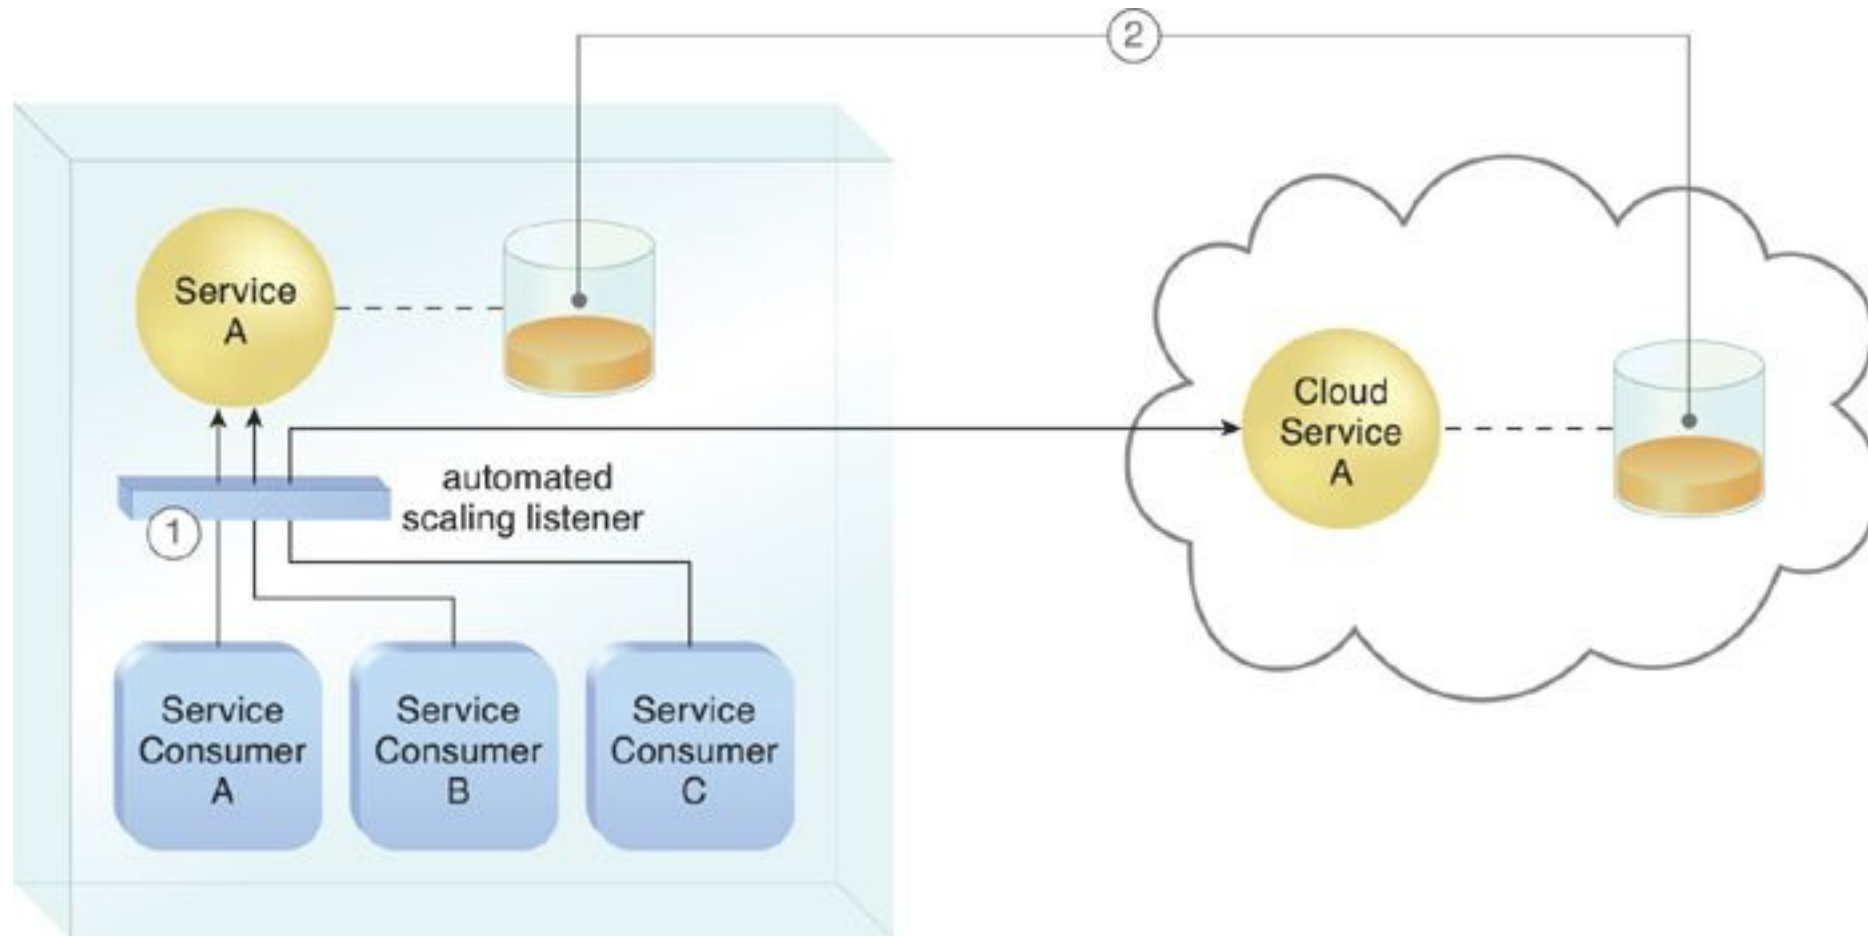 2
Service
A
Cloud
Service
A
automated
scaling listener
1
Service
Consumer
A
Service
Consumer
B
Service
Consumer
C